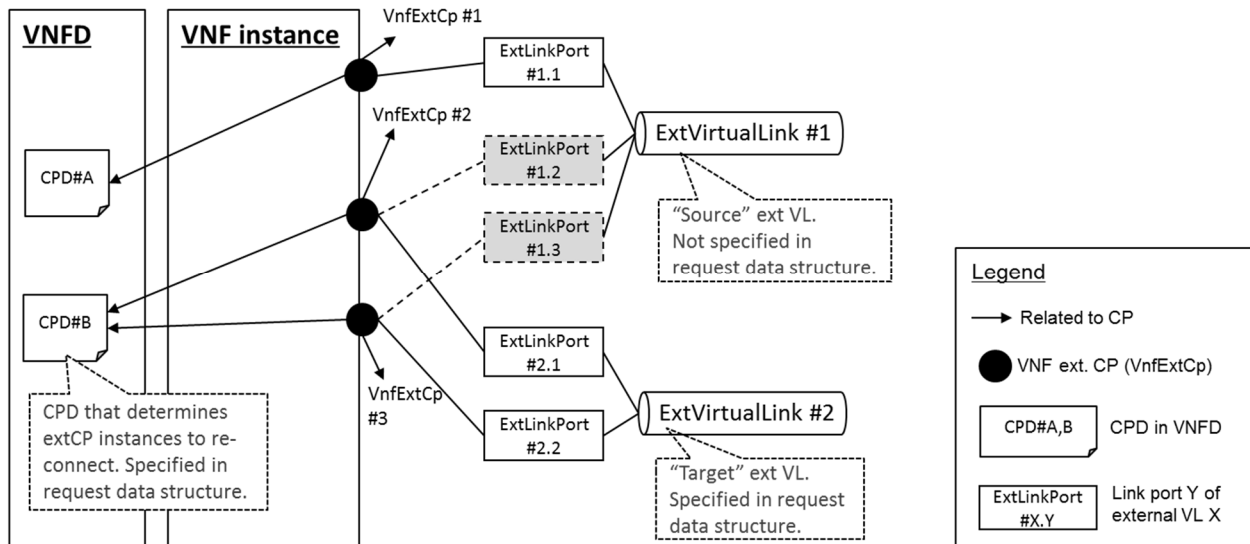 VNFD
VNF instance
VnfExtCp #1
ExtLinkPort
#1.1
VnfExtCp #2
ExtVirtualLink #1
ExtLinkPort
#1.2
CPD#A
“Source” ext VL.
Not specified in
request data structure.
ExtLinkPort
#1.3
CPD#B
ExtLinkPort
#2.1
VnfExtCp
#3
ExtVirtualLink #2
ExtLinkPort
#2.2
CPD that determines
extCP instances to re-
connect. Specified in
request data structure.
“Target” ext VL.
Specified in request
data structure.
Legend
Related to CP
VNF ext. CP (VnfExtCp)
CPD#A,B
CPD in VNFD
ExtLinkPort
#X.Y
Link port Y of
external VL X